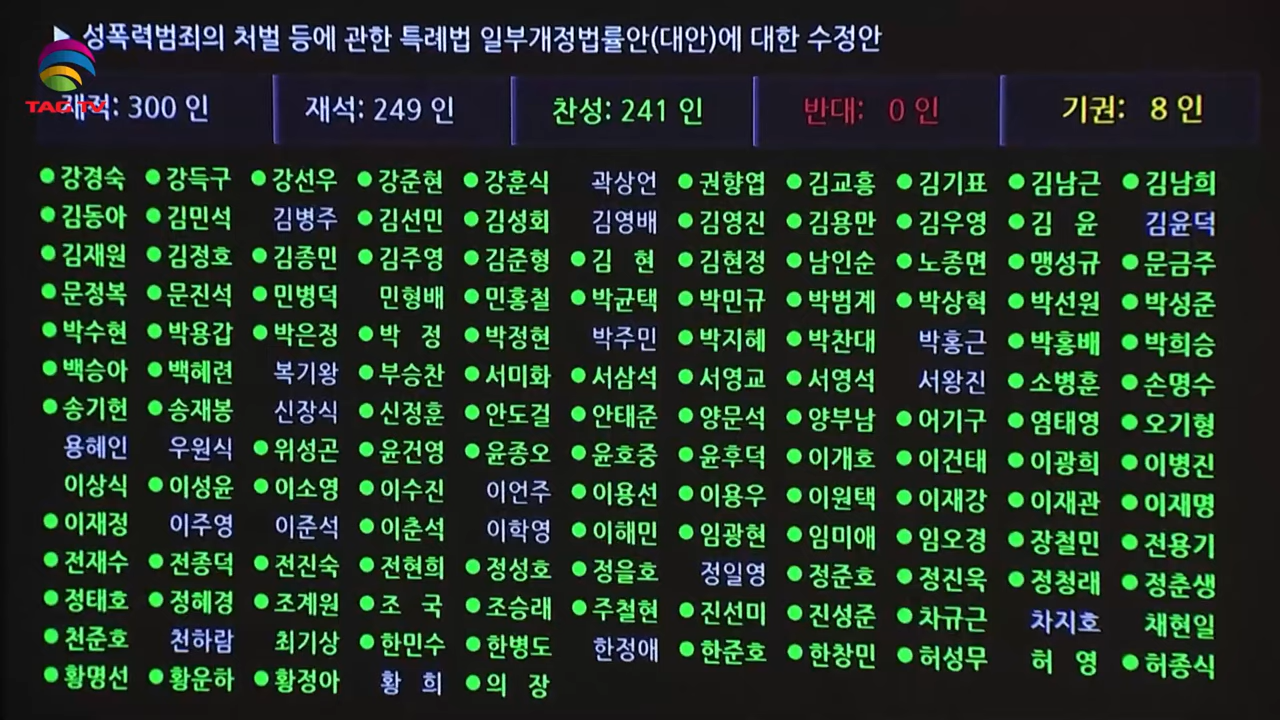 ▶ 성폭력범죄의 처벌 등에 관한 특례법 일부개정법률안(대안)에 대한 수정안
TAG TV
재적: 300 인 재석: 249 인 찬성: 241 인 반대: 0 인 기권: 8 인
강경숙 강득구 강선우 강준현 강훈식 곽상언 권향엽 김교흥 김기표 김남근 김남희
김동아 김민석 김병주 김선민 김성회 김영배 김영진 김용만 김우영 김 윤 김윤덕
김재원 김정호 김종민 김주영 김준형 김 현 김현정 남인순 노종면 맹성규 문금주
문정복 문진석 민병덕 민형배 민홍철 박균택 박민규 박범계 박상혁 박선원 박성준
박수현 박용갑 박은정 박 정 박정현 박주민 박지혜 박찬대 박홍근 박홍배 박희승
백승아 백혜련 복기왕 부승찬 서미화 서삼석 서영교 서영석 서왕진 소병훈 손명수
송기헌 송재봉 신장식 신정훈 안도걸 안태준 양문석 양부남 어기구 염태영 오기형
용혜인 우원식 위성곤 윤건영 윤종오 윤호중 윤후덕 이개호 이건태 이광희 이병진
이상식 이성윤 이소영 이수진 이언주 이용선 이용우 이원택 이재강 이재관 이재명
이재정 이주영 이준석 이춘석 이학영 이해민 임광현 임미애 임오경 장철민 전용기
전재수 전종덕 전진숙 전현희 정성호 정을호 정일영 정준호 정진욱 정청래 정춘생
정태호 정혜경 조계원 조 국 조승래 주철현 진선미 진성준 차규근 차지호 채현일
천준호 천하람 최기상 한민수 한병도 한정애 한준호 한창민 허성무 허 영 허종식
황명선 황운하 황정아 황 희 의 장